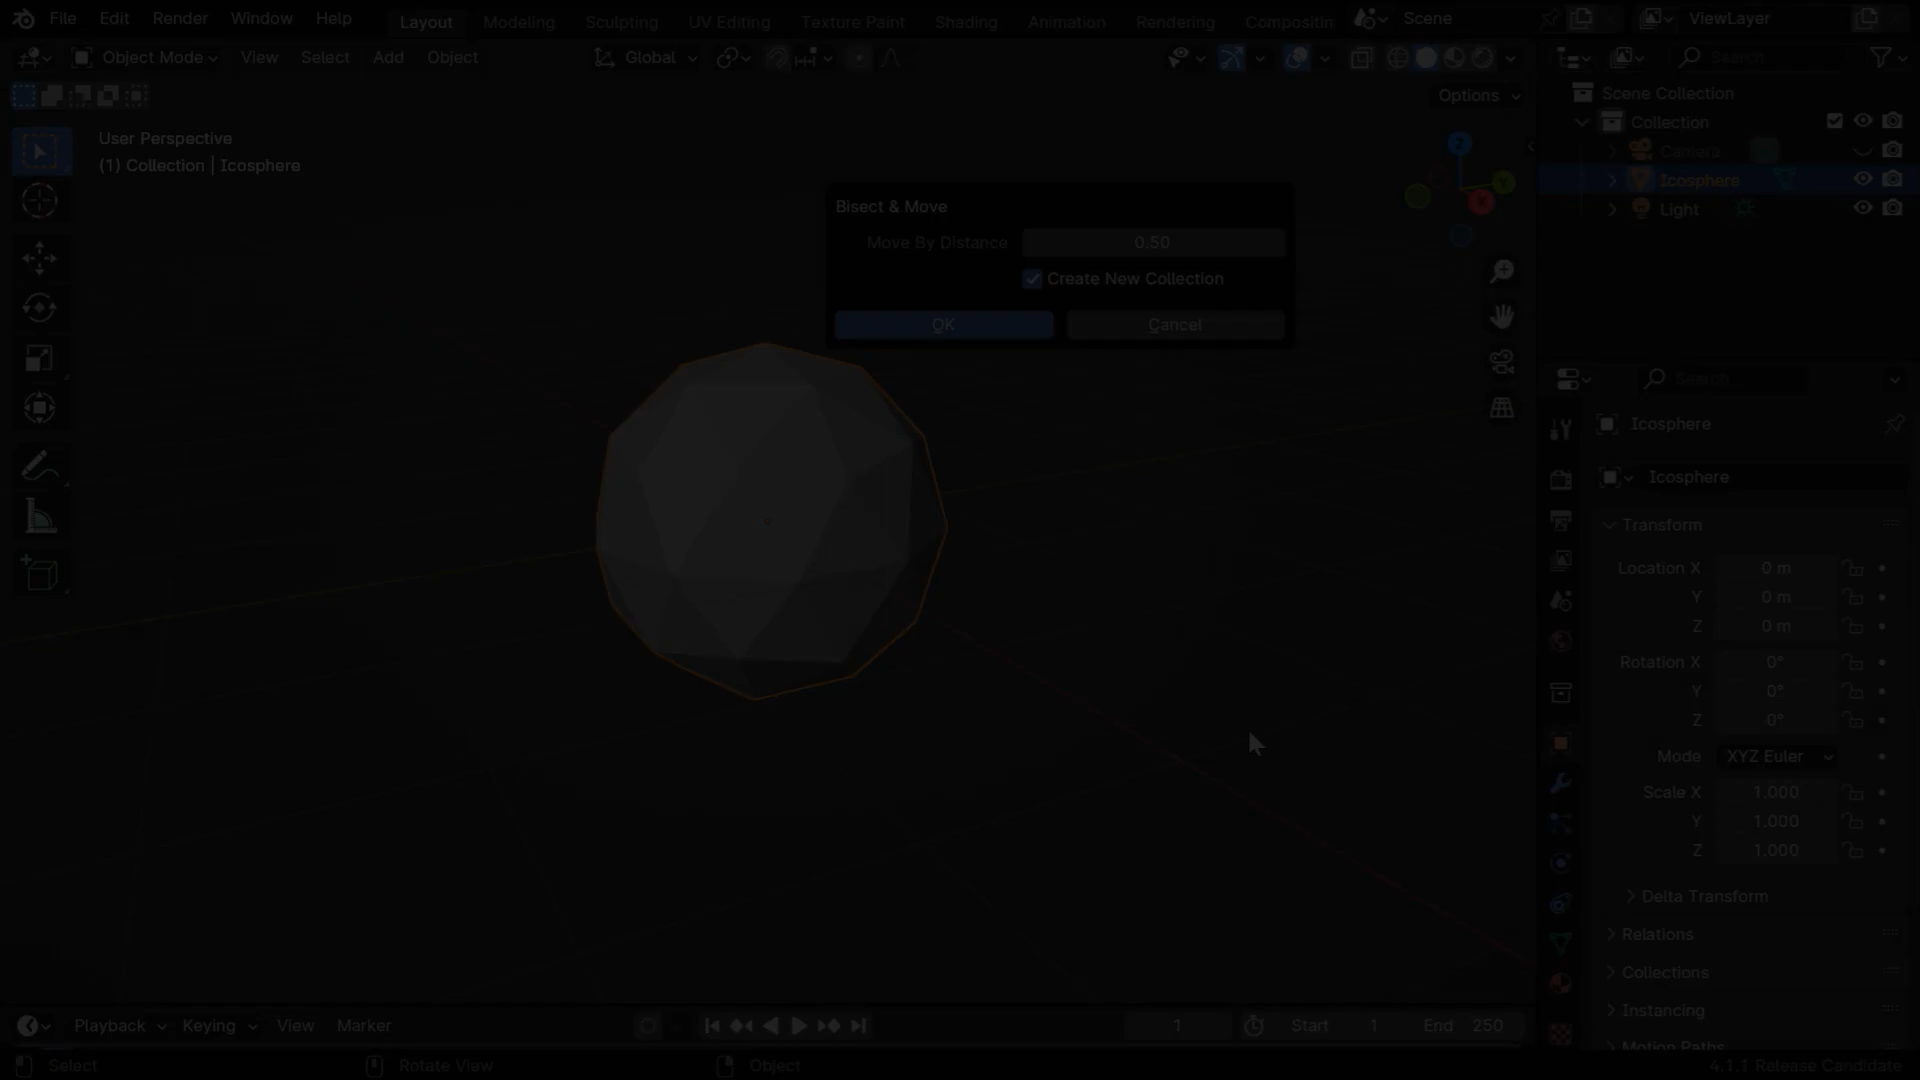 File Edit Render Window Help Layout Modeling Sculpting UV Editing Texture Paint Shading Animation Rendering Compositin Scene ViewLayer
Object Mode View Select Add Object Global Search
Options
User Perspective
(1) Collection | Icosphere
Scene Collection
Collection
Camera
Icosphere
Light
Z
Y
X
Bisect & Move
Move By Distance 0.50
Create New Collection
OK Cancel
Search
Icosphere
Icosphere
Transform
Location X 0 m
Y 0 m
Z 0 m
Rotation X 0°
Y 0°
Z 0°
Mode XYZ Euler
Scale X 1.000
Y 1.000
Z 1.000
Delta Transform
Relations
Collections
Instancing
Motion Paths
Playback Keying View Marker 1 Start 1 End 250
Select Rotate View Object 4.1.1 Release Candidate